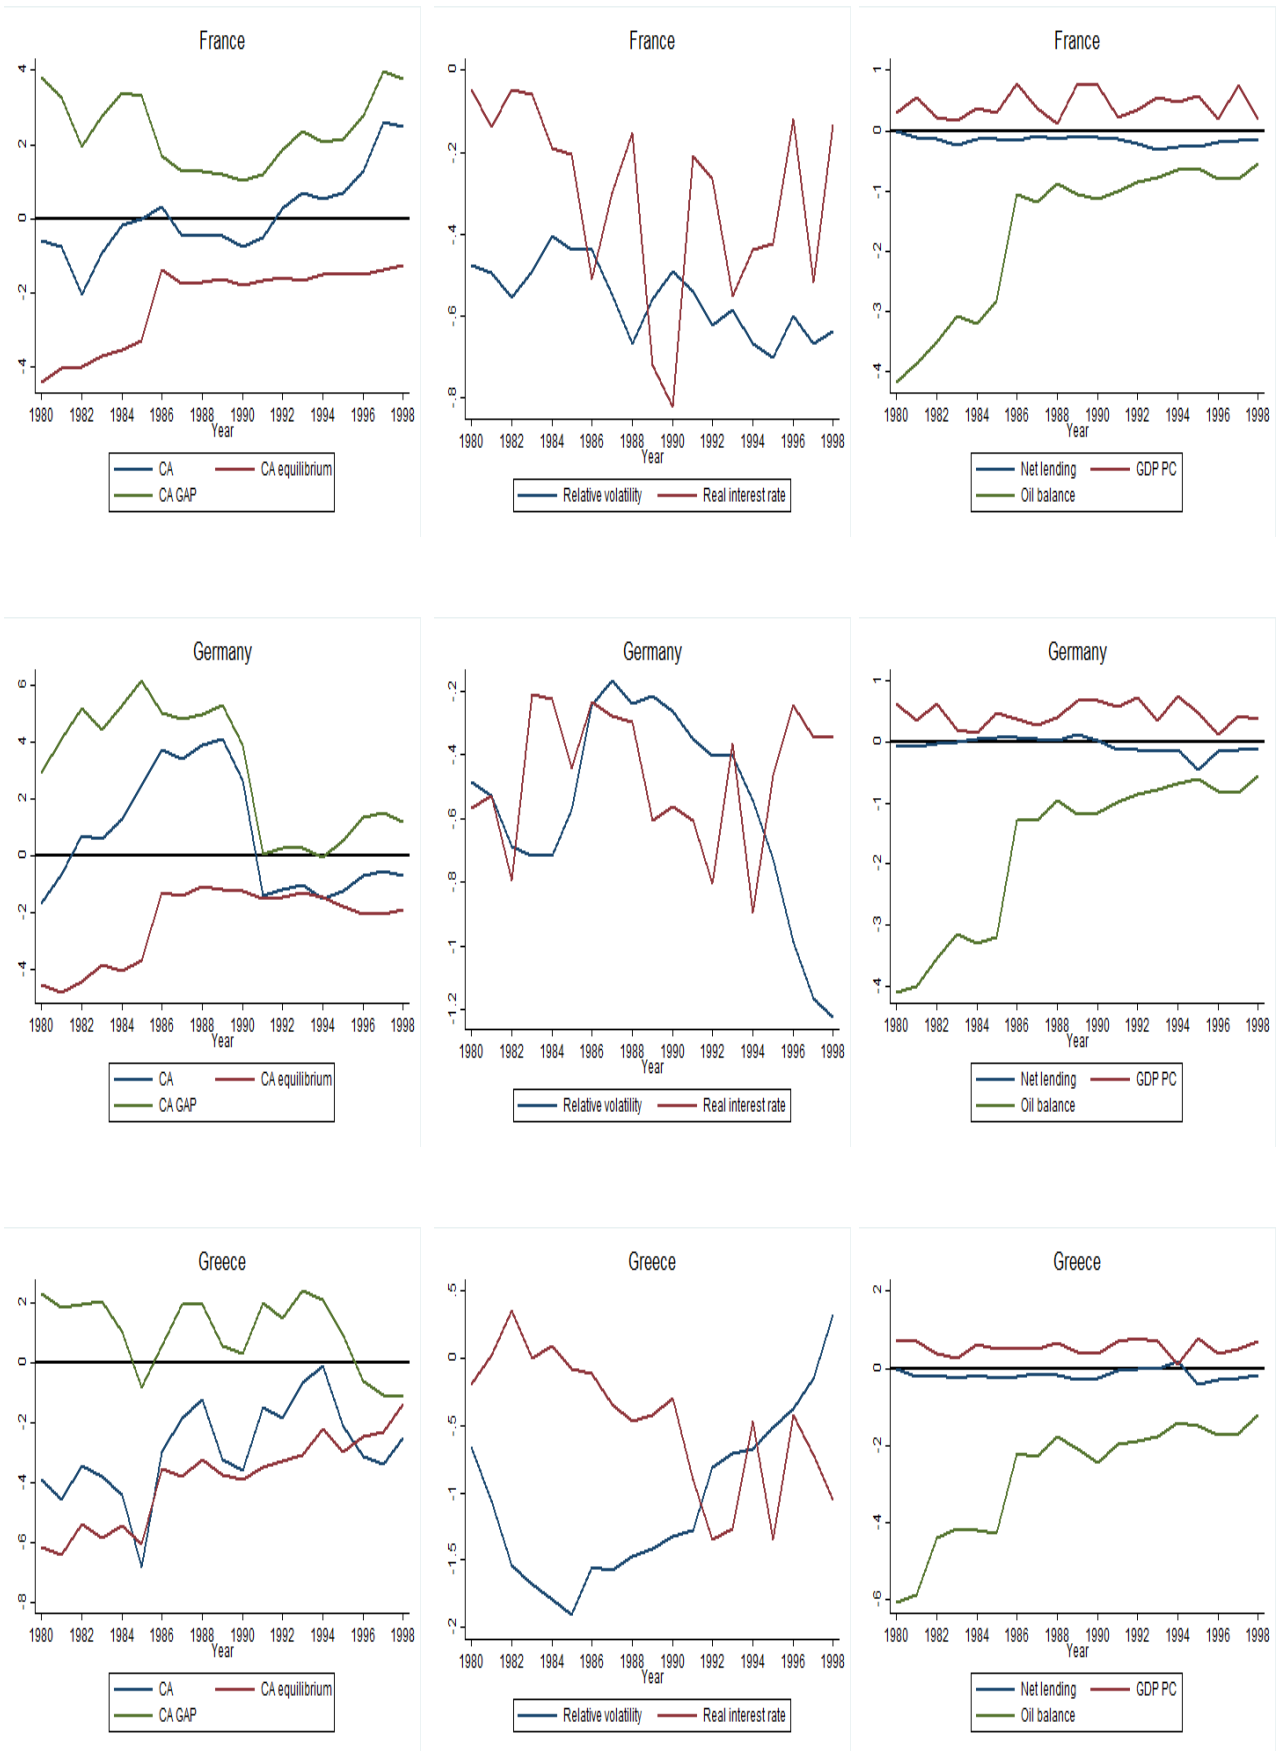 France
4
2
0
-2
-4
1980 1982 1984 1986 1988 1990 1992 1994 1996 1998
Year
CA CA equilibrium
CA GAP
France
0
-.2
-.4
-.6
-.8
1980 1982 1984 1986 1988 1990 1992 1994 1996 1998
Year
Relative volatility Real interest rate
France
1
0
-1
-2
-3
-4
1980 1982 1984 1986 1988 1990 1992 1994 1996 1998
Year
Net lending GDP PC
Oil balance
Germany
6
4
2
0
-2
-4
1980 1982 1984 1986 1988 1990 1992 1994 1996 1998
Year
CA CA equilibrium
CA GAP
Germany
-.2
-.4
-.6
-.8
-1
-1.2
1980 1982 1984 1986 1988 1990 1992 1994 1996 1998
Year
Relative volatility Real interest rate
Germany
1
0
-1
-2
-3
-4
1980 1982 1984 1986 1988 1990 1992 1994 1996 1998
Year
Net lending GDP PC
Oil balance
Greece
2
0
-2
-4
-6
-8
1980 1982 1984 1986 1988 1990 1992 1994 1996 1998
Year
CA CA equilibrium
CA GAP
Greece
.5
0
-.5
-1
-1.5
-2
1980 1982 1984 1986 1988 1990 1992 1994 1996 1998
Year
Relative volatility Real interest rate
Greece
2
0
-2
-4
-6
1980 1982 1984 1986 1988 1990 1992 1994 1996 1998
Year
Net lending GDP PC
Oil balance